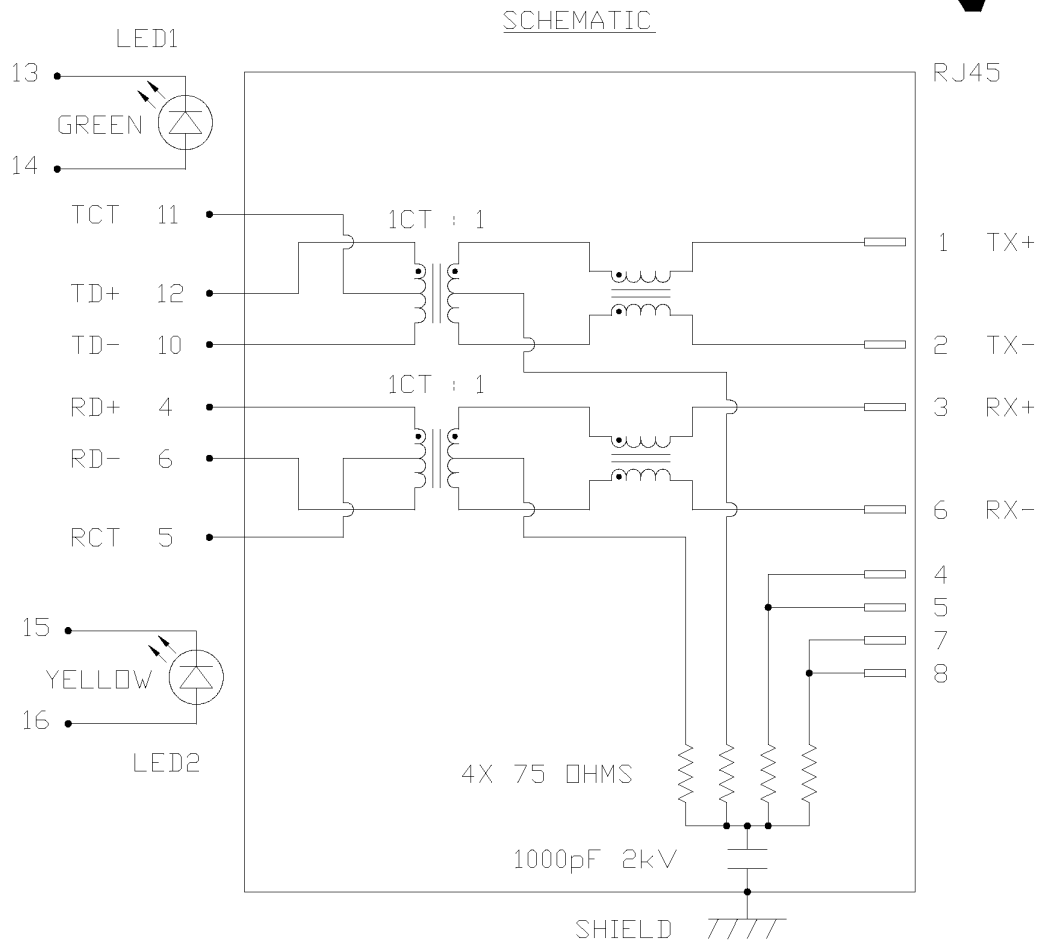 SCHEMATIC
LED1
13
RJ45
GREEN
14
TCT 11
1CT : 1
1 TX+
TD+ 12
TD- 10
2 TX-
1CT : 1
RD+ 4
3 RX+
RD- 6
6 RX-
RCT 5
4
5
15
7
YELLOW
8
16
LED2
4X 75 OHMS
1000pF 2kV
SHIELD